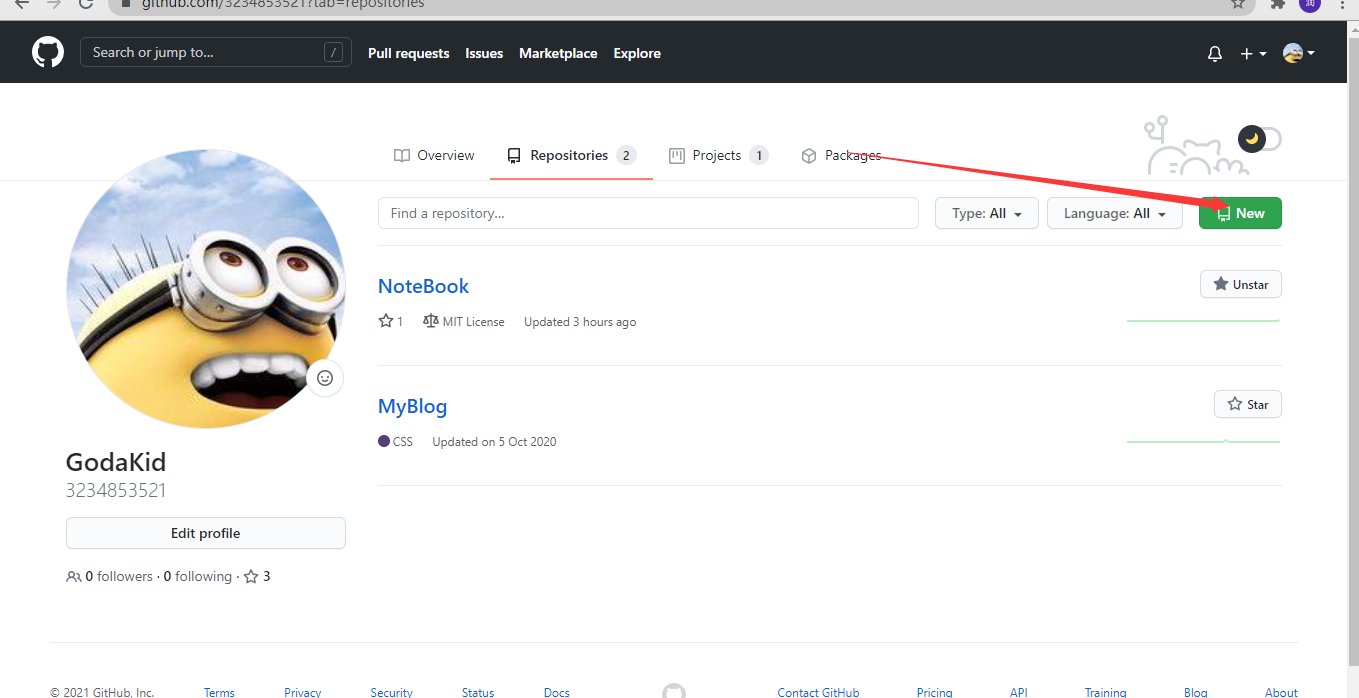 github.com/3234853521?tab=repositories
润
Search or jump to... /
Pull requests Issues Marketplace Explore
Overview Repositories 2 Projects 1 Packages
Find a repository...
Type: All Language: All New
NoteBook
Unstar
1 MIT License Updated 3 hours ago
MyBlog
Star
CSS Updated on 5 Oct 2020
GodaKid
3234853521
Edit profile
0 followers · 0 following · 3
© 2021 GitHub, Inc. Terms Privacy Security Status Docs Contact GitHub Pricing API Training Blog About